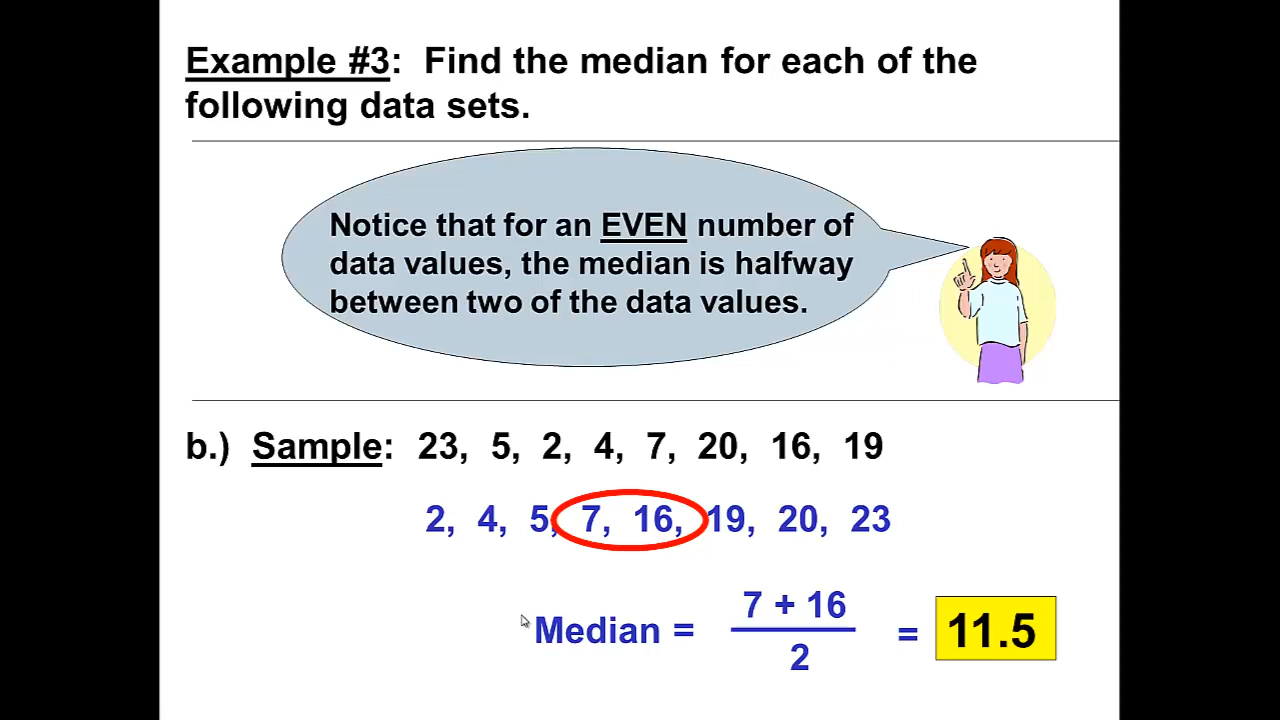 Example #3: Find the median for each of the
following data sets.
Notice that for an EVEN number of
data values, the median is halfway
between two of the data values.
b.) Sample: 23, 5, 2, 4, 7, 20, 16, 19
2, 4, 5, 7, 16, 19, 20, 23
7 + 16
Median = = 11.5
2